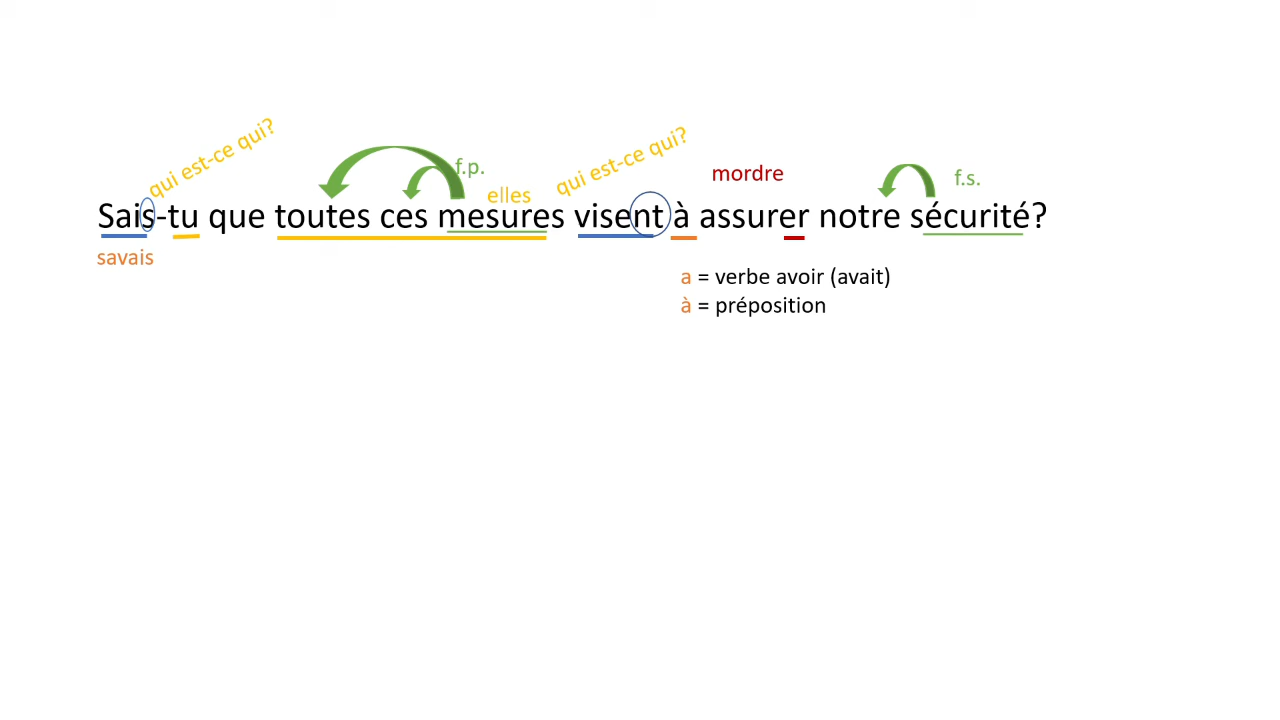 qui est-ce qui?
qui est-ce qui?
f.p.
mordre
f.s.
elles
Sais-tu que toutes ces mesures visent à assurer notre sécurité?
savais
a = verbe avoir (avait)
à = préposition